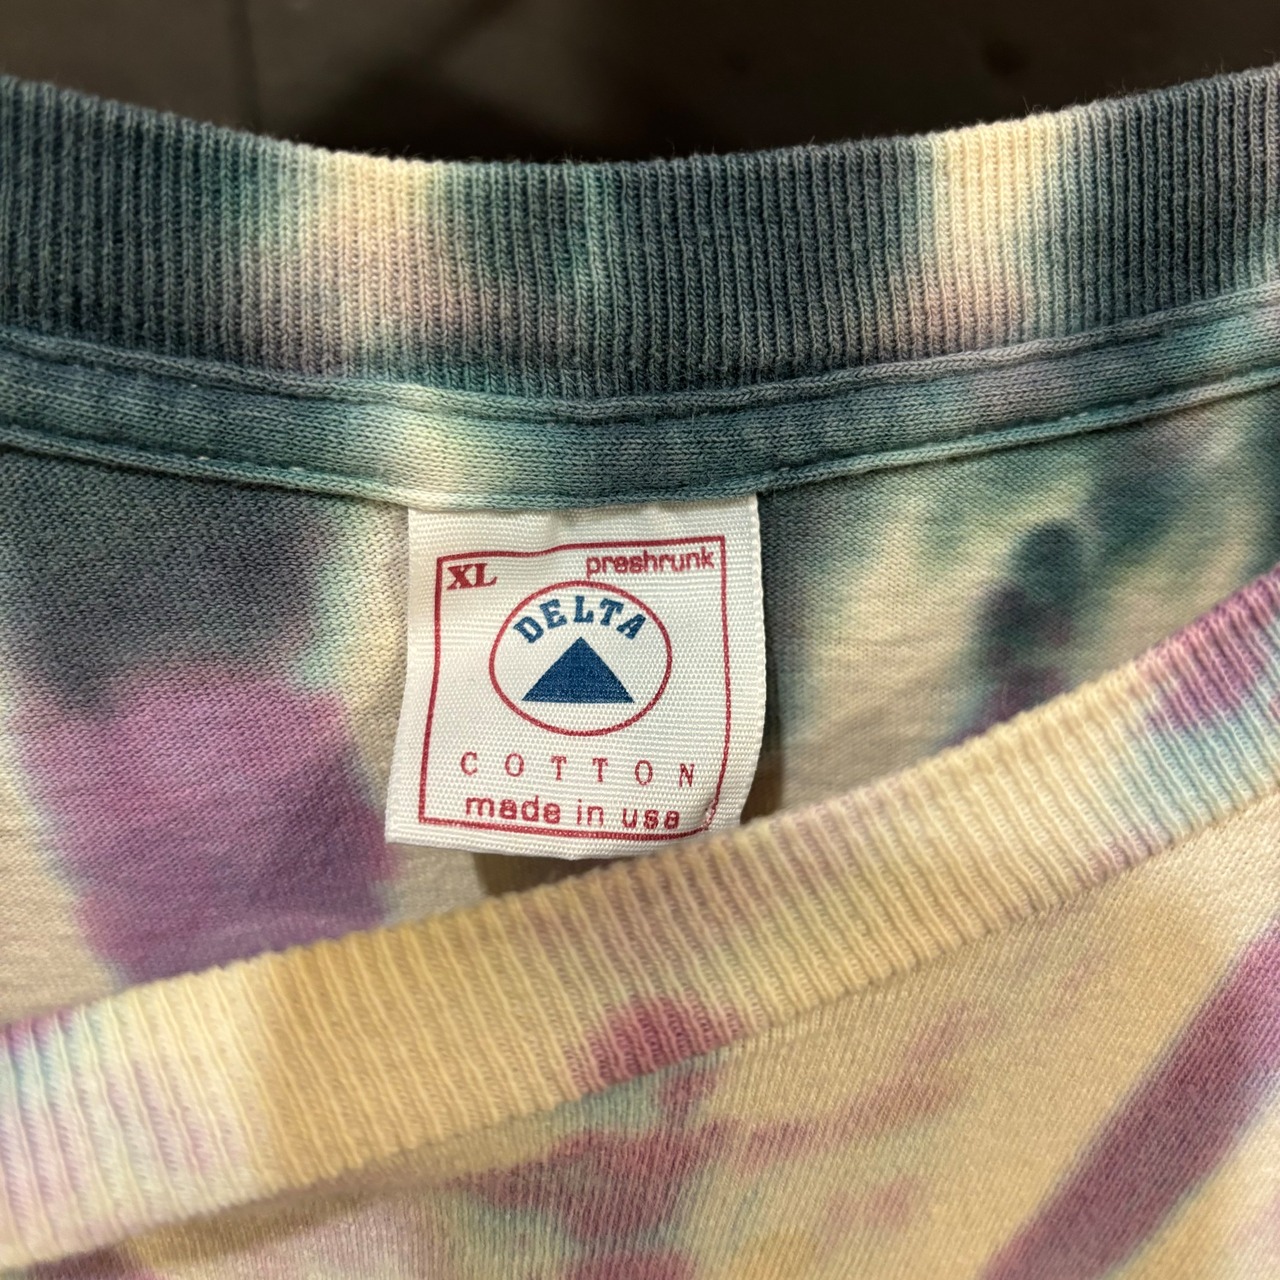 XL preshrunk
DELTA
COTTON
made in usa